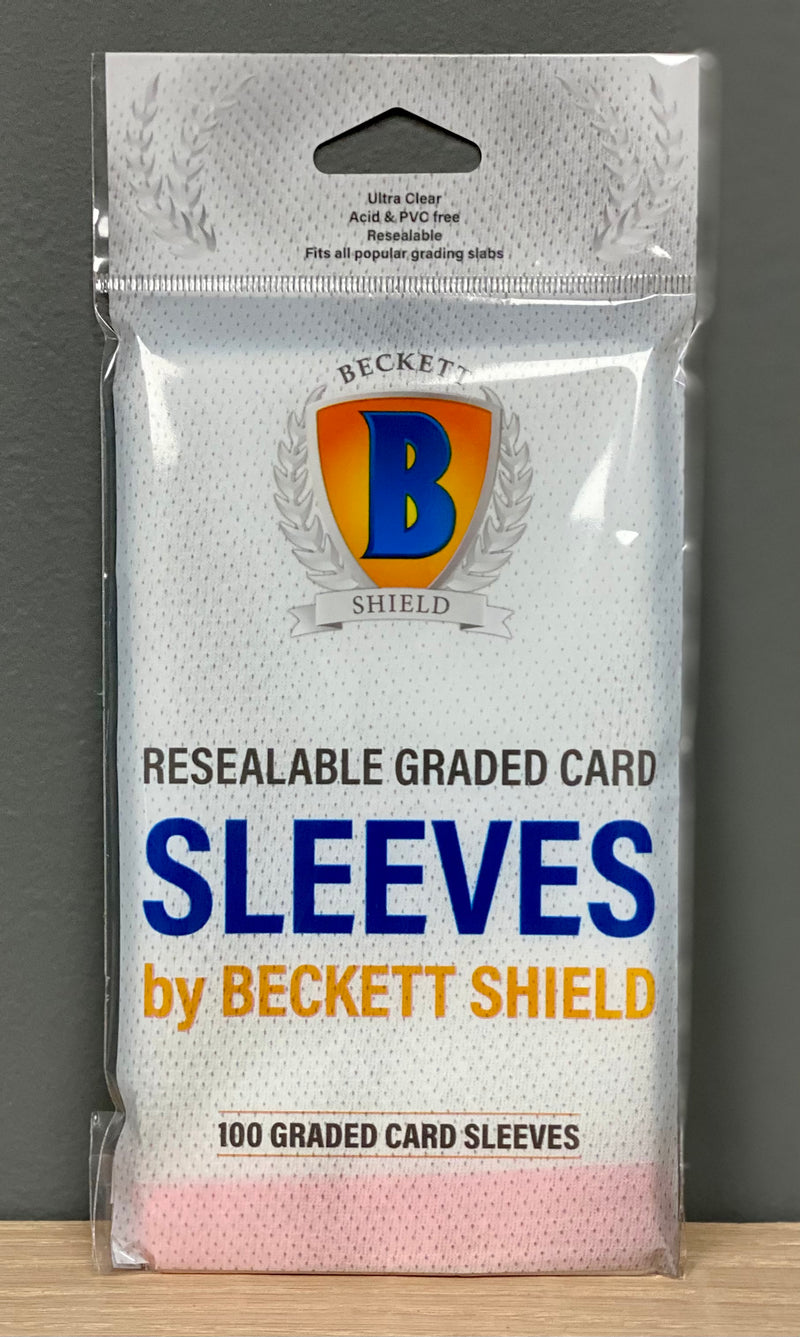 Ultra Clear
Acid & PVC free
Resealable
Fits all popular grading slabs
BECKETT
B
SHIELD
RESEALABLE GRADED CARD
SLEEVES
by BECKETT SHIELD
100 GRADED CARD SLEEVES